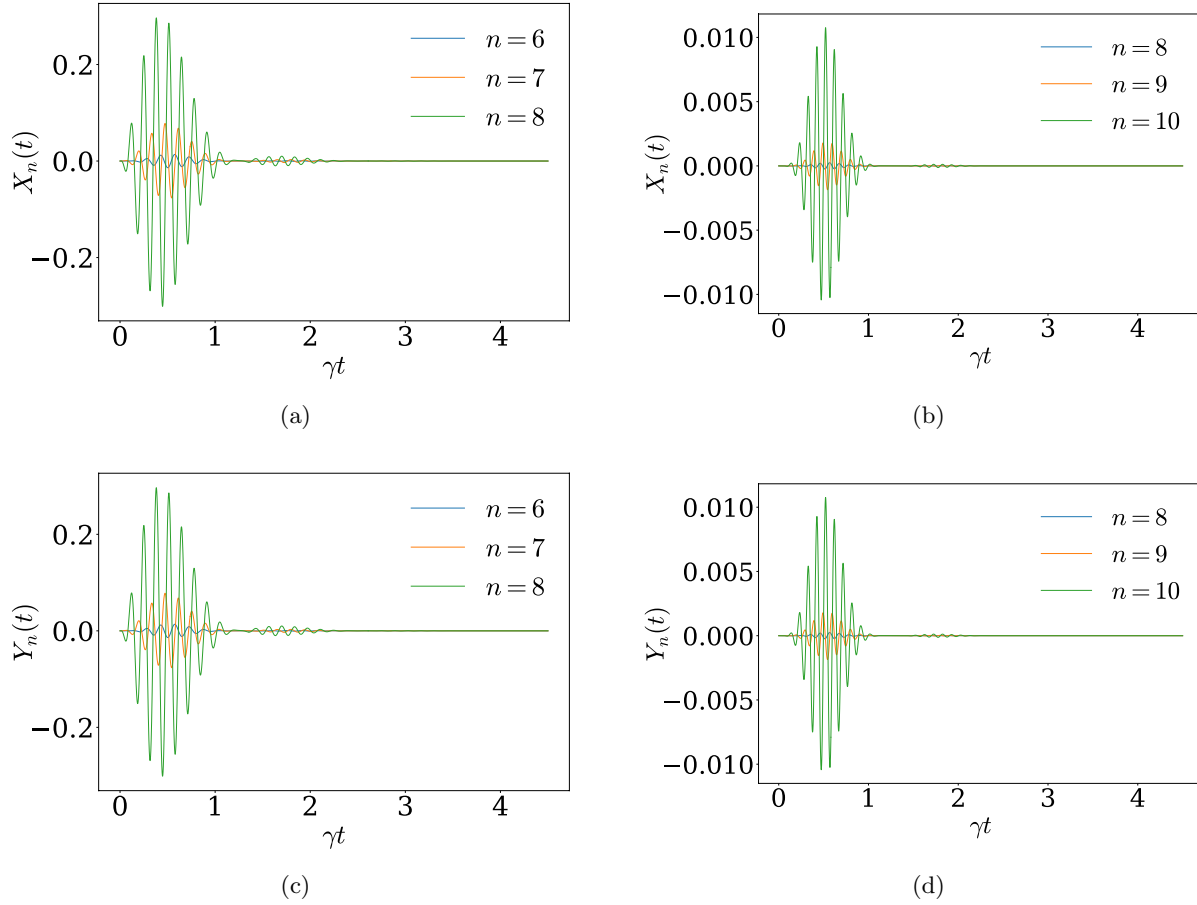 0.2
0.0
−0.2
X_n(t)
n = 6
n = 7
n = 8
0 1 2 3 4
γt
(a)
0.010
0.005
0.000
−0.005
−0.010
X_n(t)
n = 8
n = 9
n = 10
0 1 2 3 4
γt
(b)
0.2
0.0
−0.2
Y_n(t)
n = 6
n = 7
n = 8
0 1 2 3 4
γt
(c)
0.010
0.005
0.000
−0.005
−0.010
Y_n(t)
n = 8
n = 9
n = 10
0 1 2 3 4
γt
(d)